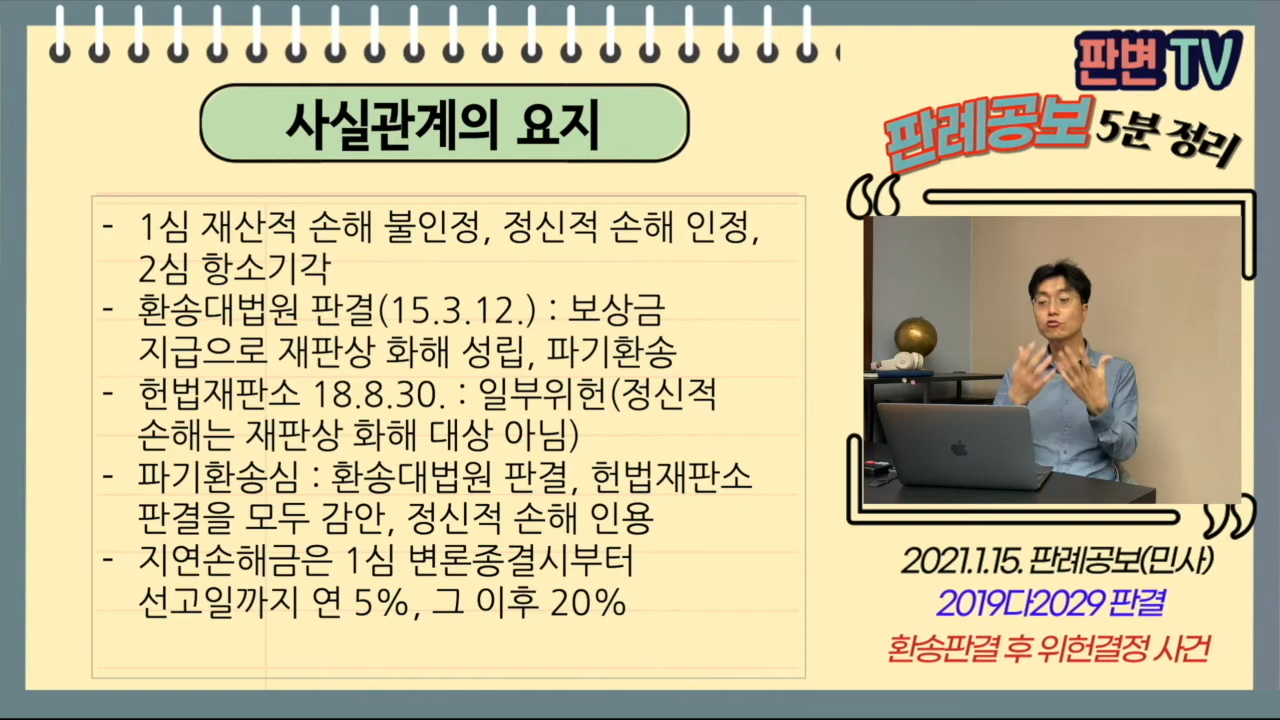 사실관계의 요지
- 1심 재산적 손해 불인정, 정신적 손해 인정,
2심 항소기각
- 환송대법원 판결(15.3.12.) : 보상금
지급으로 재판상 화해 성립, 파기환송
- 헌법재판소 18.8.30. : 일부위헌(정신적
손해는 재판상 화해 대상 아님)
- 파기환송심 : 환송대법원 판결, 헌법재판소
판결을 모두 감안, 정신적 손해 인용
- 지연손해금은 1심 변론종결시부터
선고일까지 연 5%, 그 이후 20%
판변 TV
판례공보 5분 정리
2021.1.15. 판례공보(민사)
2019다2029 판결
환송판결 후 위헌결정 사건